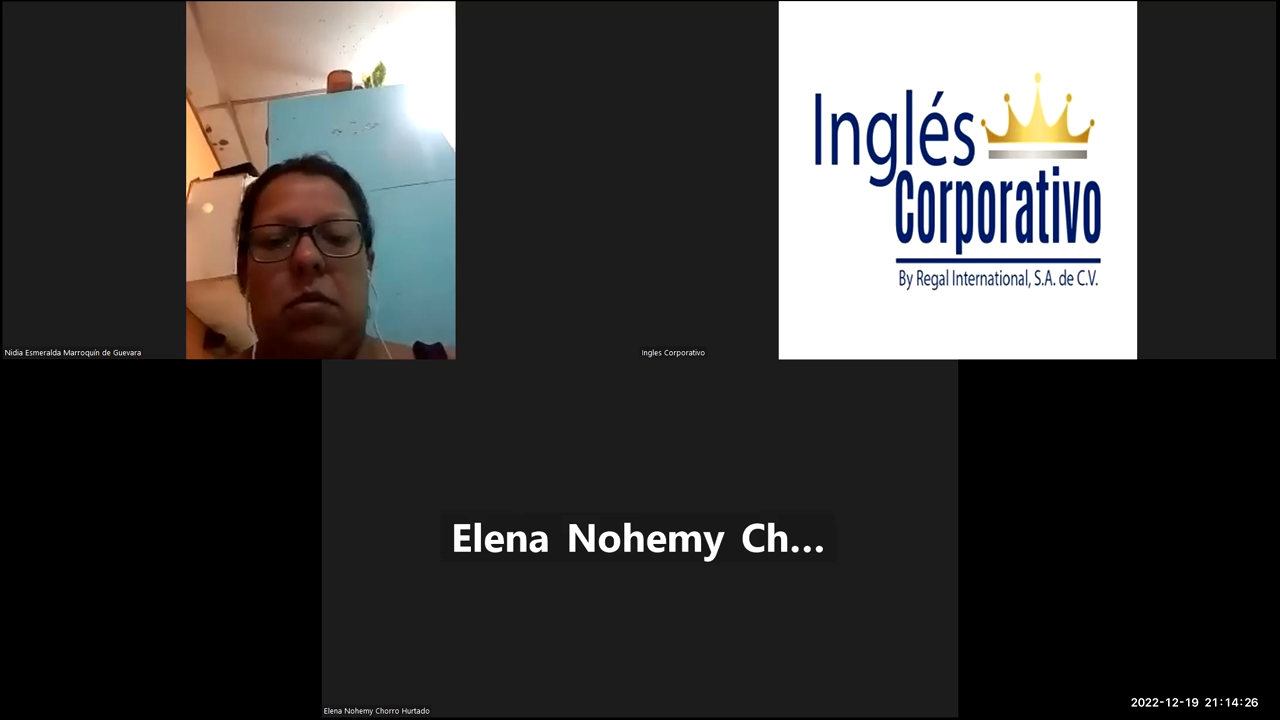 Inglés
Corporativo
By Regal International, S.A. de C.V.
Nidia Esmeralda Marroquín de Guevara
Ingles Corporativo
Elena Nohemy Ch...
Elena Nohemy Chorro Hurtado
2022-12-19 21:14:26